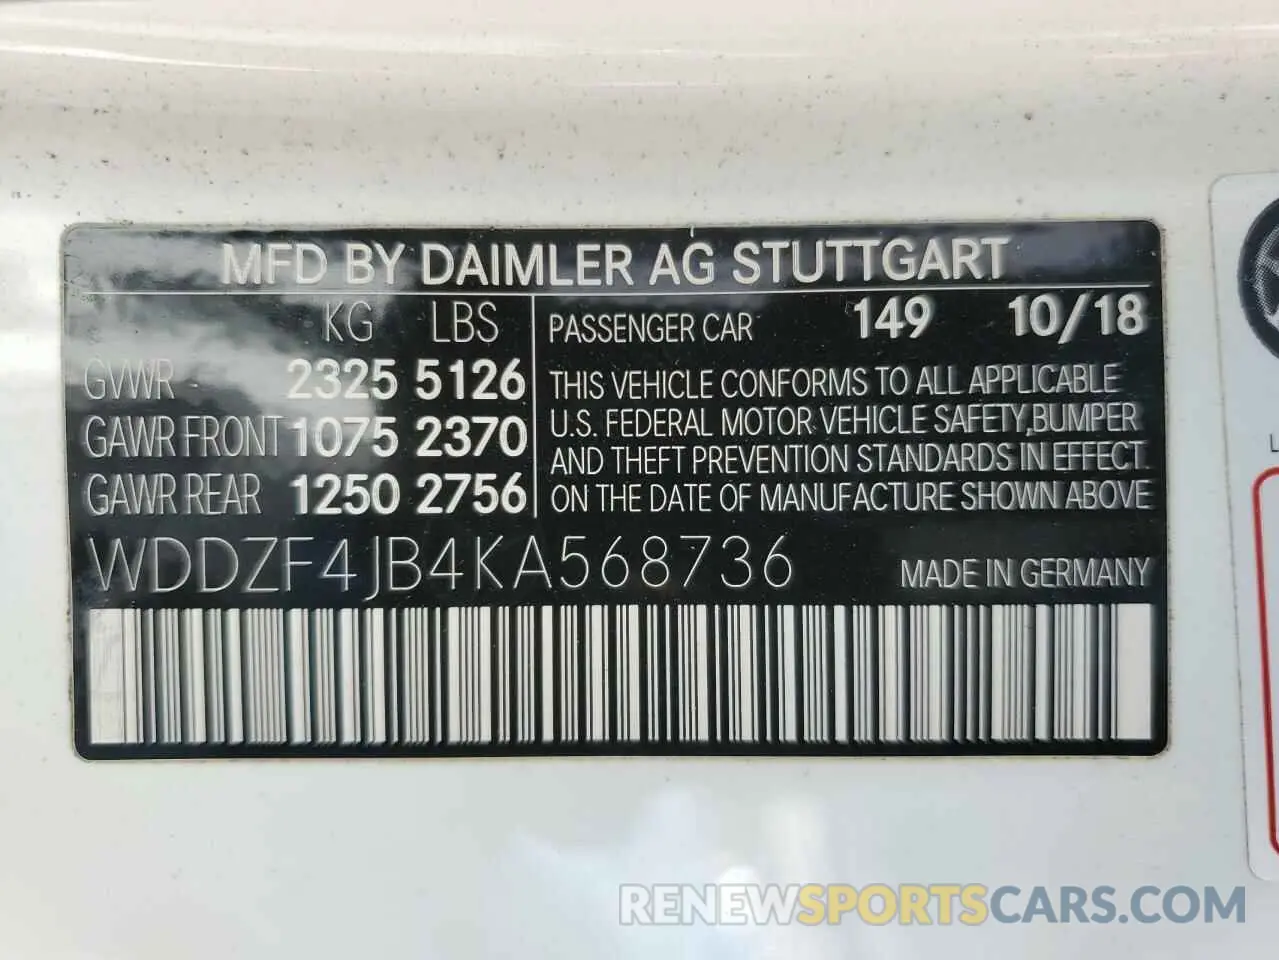 MFD BY DAIMLER AG STUTTGART
KG LBS
GVWR 2325 5126
GAWR FRONT 1075 2370
GAWR REAR 1250 2756
PASSENGER CAR 149 10/18
THIS VEHICLE CONFORMS TO ALL APPLICABLE
U.S. FEDERAL MOTOR VEHICLE SAFETY, BUMPER
AND THEFT PREVENTION STANDARDS IN EFFECT
ON THE DATE OF MANUFACTURE SHOWN ABOVE
WDDZF4JB4KA568736 MADE IN GERMANY
RENEWSPORTSCARS.COM